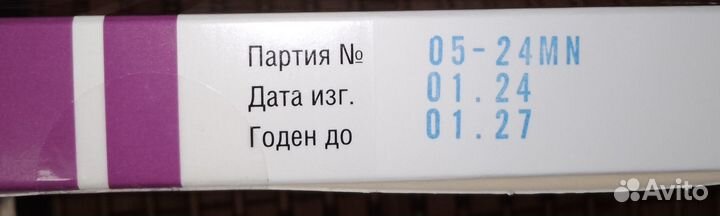 Партия № 05-24MN
Дата изг. 01.24
Годен до 01.27
Avito